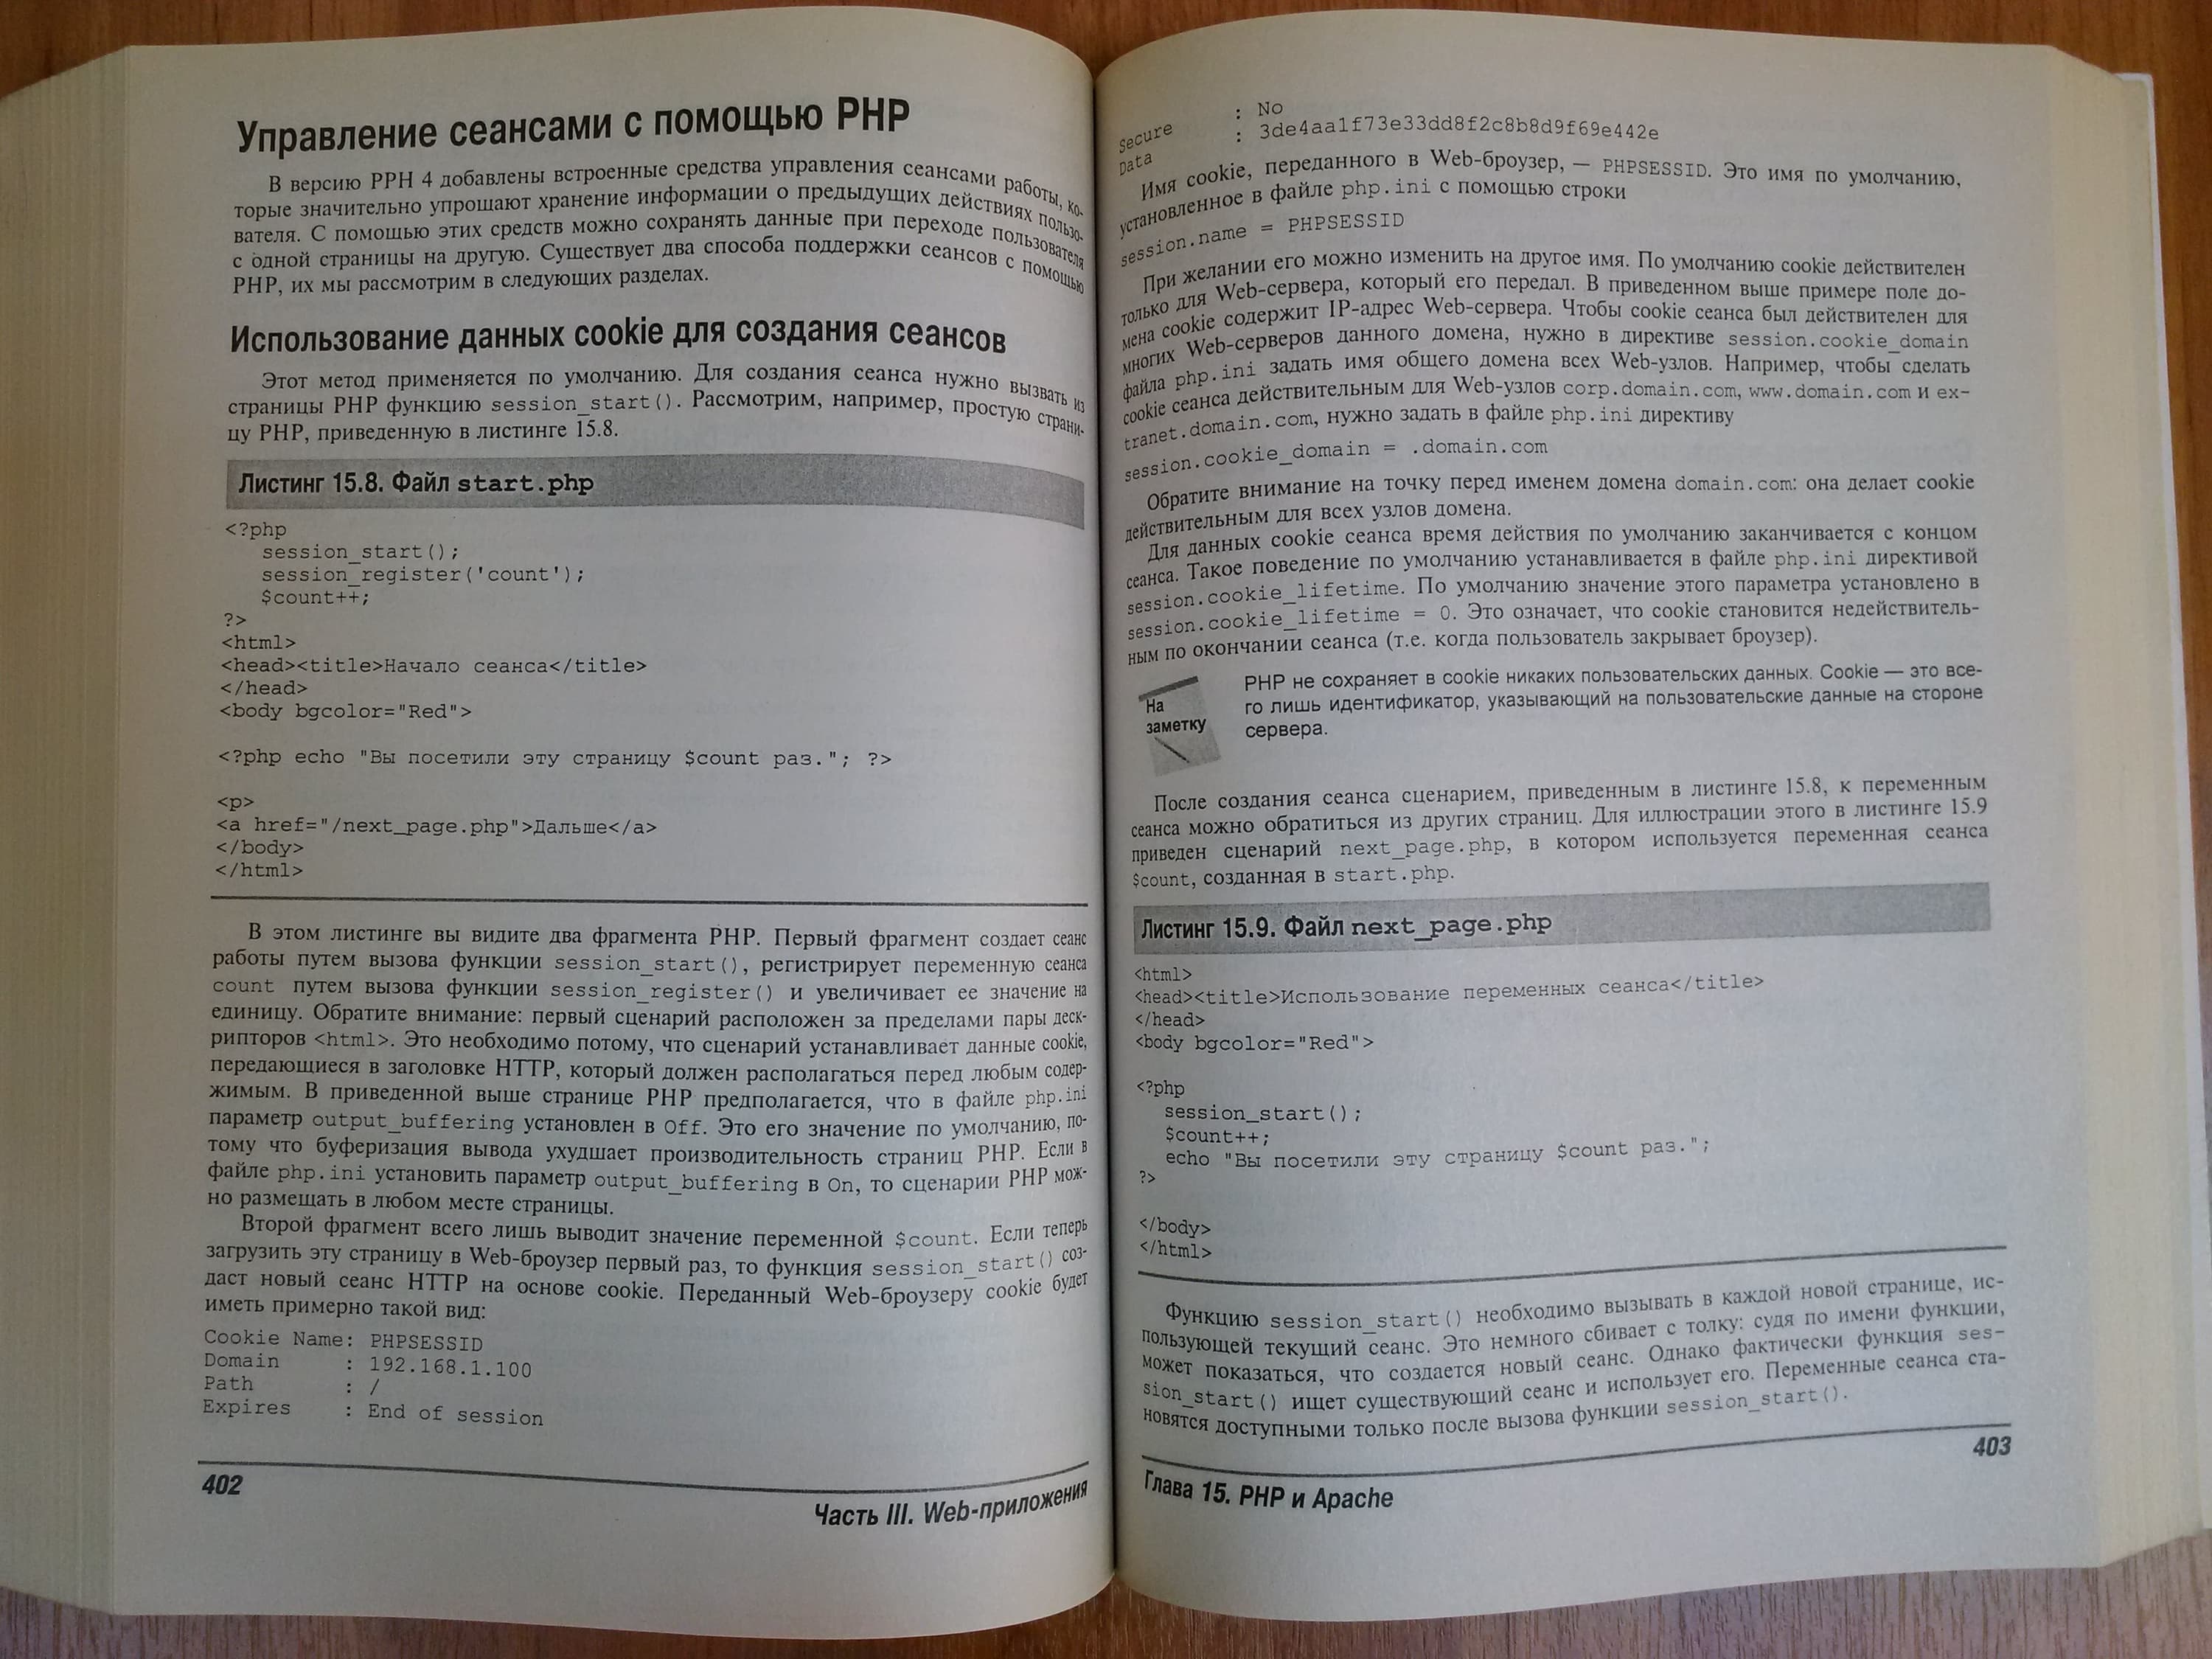 Управление сеансами с помощью PHP
В версию PPH 4 добавлены встроенные средства управления сеансами работы, ко-
торые значительно упрощают хранение информации о предыдущих действиях пользо-
вателя. С помощью этих средств можно сохранять данные при переходе пользователя
с одной страницы на другую. Существует два способа поддержки сеансов с помощью
PHP, их мы рассмотрим в следующих разделах.
Использование данных cookie для создания сеансов
Этот метод применяется по умолчанию. Для создания сеанса нужно вызвать из
страницы PHP функцию session_start(). Рассмотрим, например, простую страни-
цу PHP, приведенную в листинге 15.8.
Листинг 15.8. Файл start.php
<?php
session_start();
session_register('count');
$count++;
?>
<html>
<head><title>Начало сеанса</title>
</head>
<body bgcolor="Red">
<?php echo "Вы посетили эту страницу $count раз."; ?>
<p>
<a href="/next_page.php">Дальше</a>
</body>
</html>
В этом листинге вы видите два фрагмента PHP. Первый фрагмент создает сеанс
работы путем вызова функции session_start(), регистрирует переменную сеанса
count путем вызова функции session_register() и увеличивает ее значение на
единицу. Обратите внимание: первый сценарий расположен за пределами пары деск-
рипторов <html>. Это необходимо потому, что сценарий устанавливает данные cookie,
передающиеся в заголовке HTTP, который должен располагаться перед любым содер-
жимым. В приведенной выше странице PHP предполагается, что в файле php.ini
параметр output_buffering установлен в Off. Это его значение по умолчанию, по-
тому что буферизация вывода ухудшает производительность страниц PHP. Если в
файле php.ini установить параметр output_buffering в On, то сценарии PHP мож-
но размещать в любом месте страницы.
Второй фрагмент всего лишь выводит значение переменной $count. Если теперь
загрузить эту страницу в Web-броузер первый раз, то функция session_start() соз-
даст новый сеанс HTTP на основе cookie. Переданный Web-броузеру cookie будет
иметь примерно такой вид:
Cookie Name: PHPSESSID
Domain : 192.168.1.100
Path : /
Expires : End of session
402
Часть III. Web-приложения
Secure : No
Data : 3de4aa1f73e33dd8f2c8b8d9f69e442e
Имя cookie, переданного в Web-броузер, — PHPSESSID. Это имя по умолчанию,
установленное в файле php.ini с помощью строки
session.name = PHPSESSID
При желании его можно изменить на другое имя. По умолчанию cookie действителен
только для Web-сервера, который его передал. В приведенном выше примере поле до-
мена cookie содержит IP-адрес Web-сервера. Чтобы cookie сеанса был действителен для
многих Web-серверов данного домена, нужно в директиве session.cookie_domain
файла php.ini задать имя общего домена всех Web-узлов. Например, чтобы сделать
cookie сеанса действительным для Web-узлов corp.domain.com, www.domain.com и ex-
tranet.domain.com, нужно задать в файле php.ini директиву
session.cookie_domain = .domain.com
Обратите внимание на точку перед именем домена domain.com: она делает cookie
действительным для всех узлов домена.
Для данных cookie сеанса время действия по умолчанию заканчивается с концом
сеанса. Такое поведение по умолчанию устанавливается в файле php.ini директивой
session.cookie_lifetime. По умолчанию значение этого параметра установлено в
session.cookie_lifetime = 0. Это означает, что cookie становится недействитель-
ным по окончании сеанса (т.е. когда пользователь закрывает броузер).
На
заметку
PHP не сохраняет в cookie никаких пользовательских данных. Cookie — это все-
го лишь идентификатор, указывающий на пользовательские данные на стороне
сервера.
После создания сеанса сценарием, приведенным в листинге 15.8, к переменным
сеанса можно обратиться из других страниц. Для иллюстрации этого в листинге 15.9
приведен сценарий next_page.php, в котором используется переменная сеанса
$count, созданная в start.php.
Листинг 15.9. Файл next_page.php
<html>
<head><title>Использование переменных сеанса</title>
</head>
<body bgcolor="Red">
<?php
session_start();
$count++;
echo "Вы посетили эту страницу $count раз.";
?>
</body>
</html>
Функцию session_start() необходимо вызывать в каждой новой странице, ис-
пользующей текущий сеанс. Это немного сбивает с толку: судя по имени функции,
может показаться, что создается новый сеанс. Однако фактически функция ses-
sion_start() ищет существующий сеанс и использует его. Переменные сеанса ста-
новятся доступными только после вызова функции session_start().
403
Глава 15. PHP и Apache